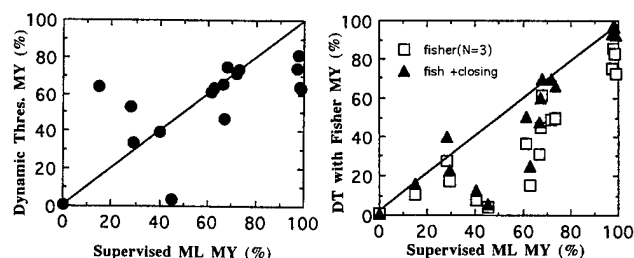 Dynamic Thres. MY (%)
100
80
60
40
20
0
0 20 40 60 80 100
Supervised ML MY (%)
DT with Fisher MY (%)
100
80
60
40
20
0
fisher(N=3)
fish +closing
0 20 40 60 80 100
Supervised ML MY (%)